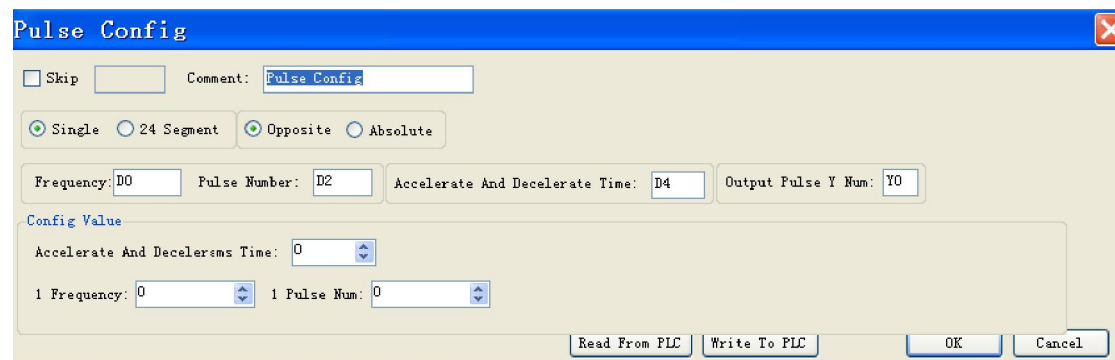 Pulse Config
Skip Comment: Pulse Config
Single 24 Segment Opposite Absolute
Frequency: D0 Pulse Number: D2 Accelerate And Decelerate Time: D4 Output Pulse Y Num: Y0
Config Value
Accelerate And Decelersms Time: 0
1 Frequency: 0 1 Pulse Num: 0
Read From PLC Write To PLC OK Cancel